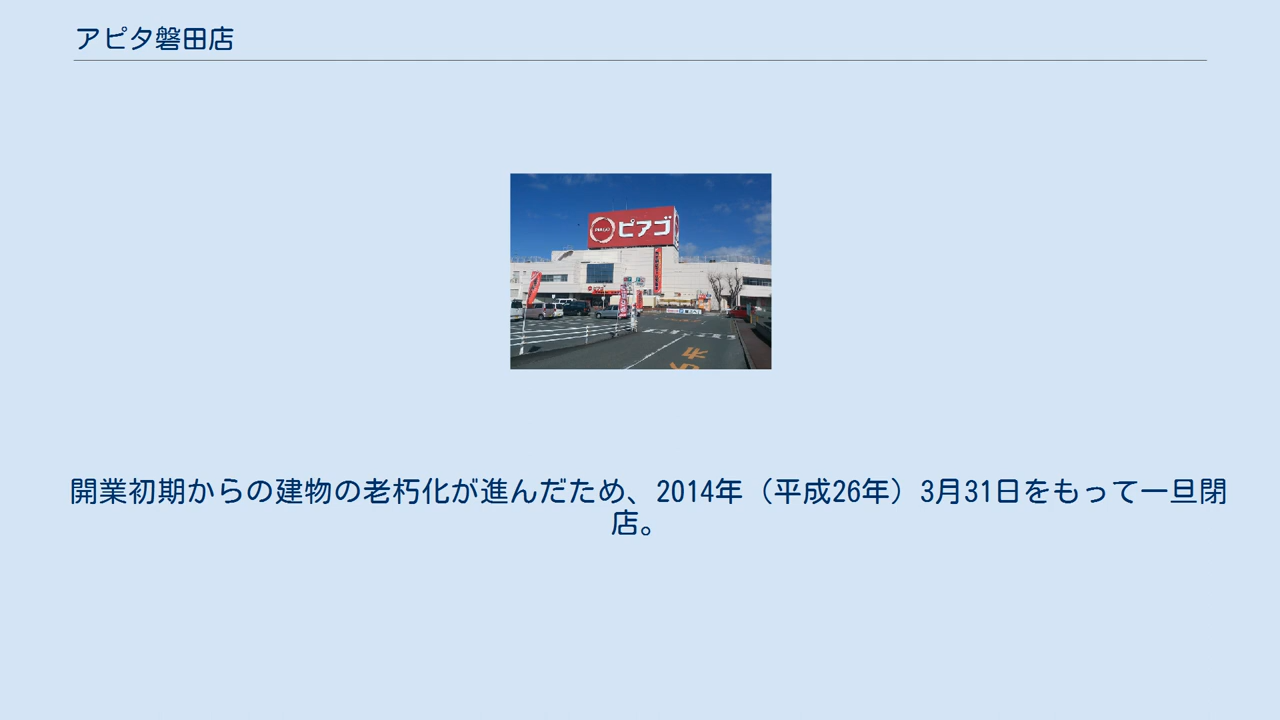 アピタ磐田店
ピアゴ
開業初期からの建物の老朽化が進んだため、2014年（平成26年）3月31日をもって一旦閉
店。